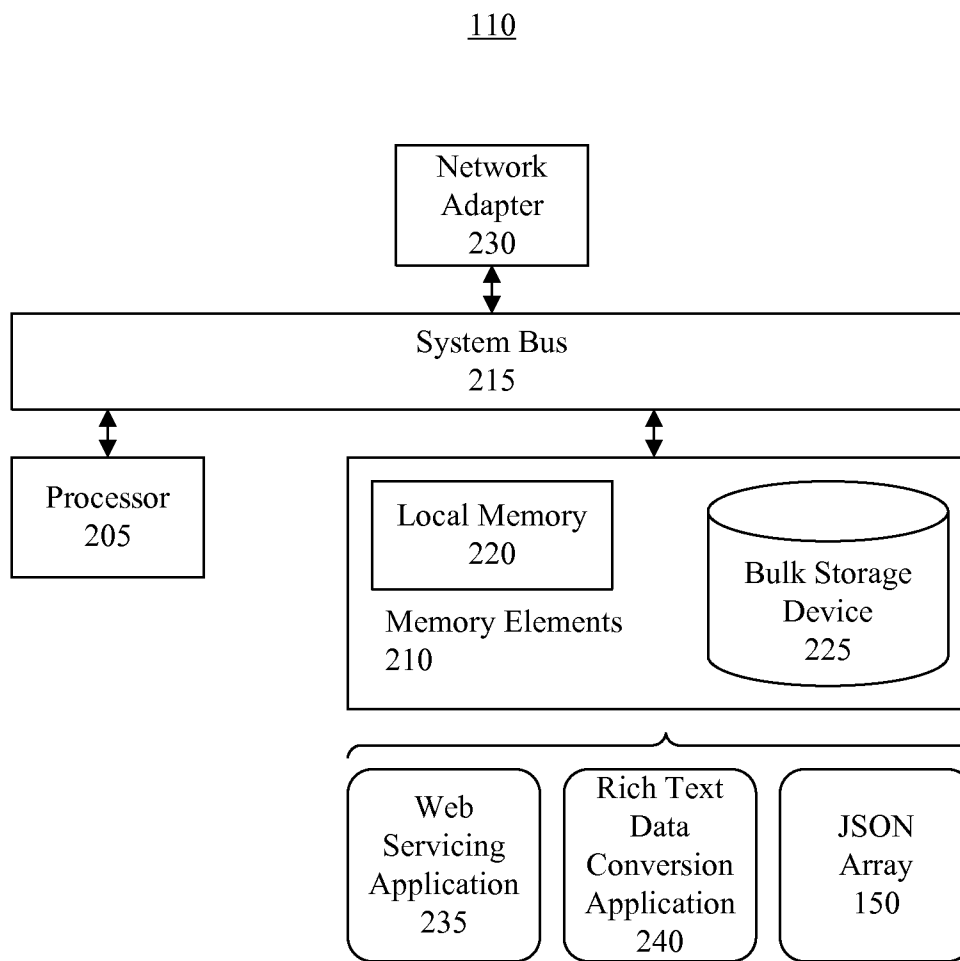 110
Network
Adapter
230
System Bus
215
Processor
205
Local Memory
220
Memory Elements
210
Bulk Storage
Device
225
Web
Servicing
Application
235
Rich Text
Data
Conversion
Application
240
JSON
Array
150